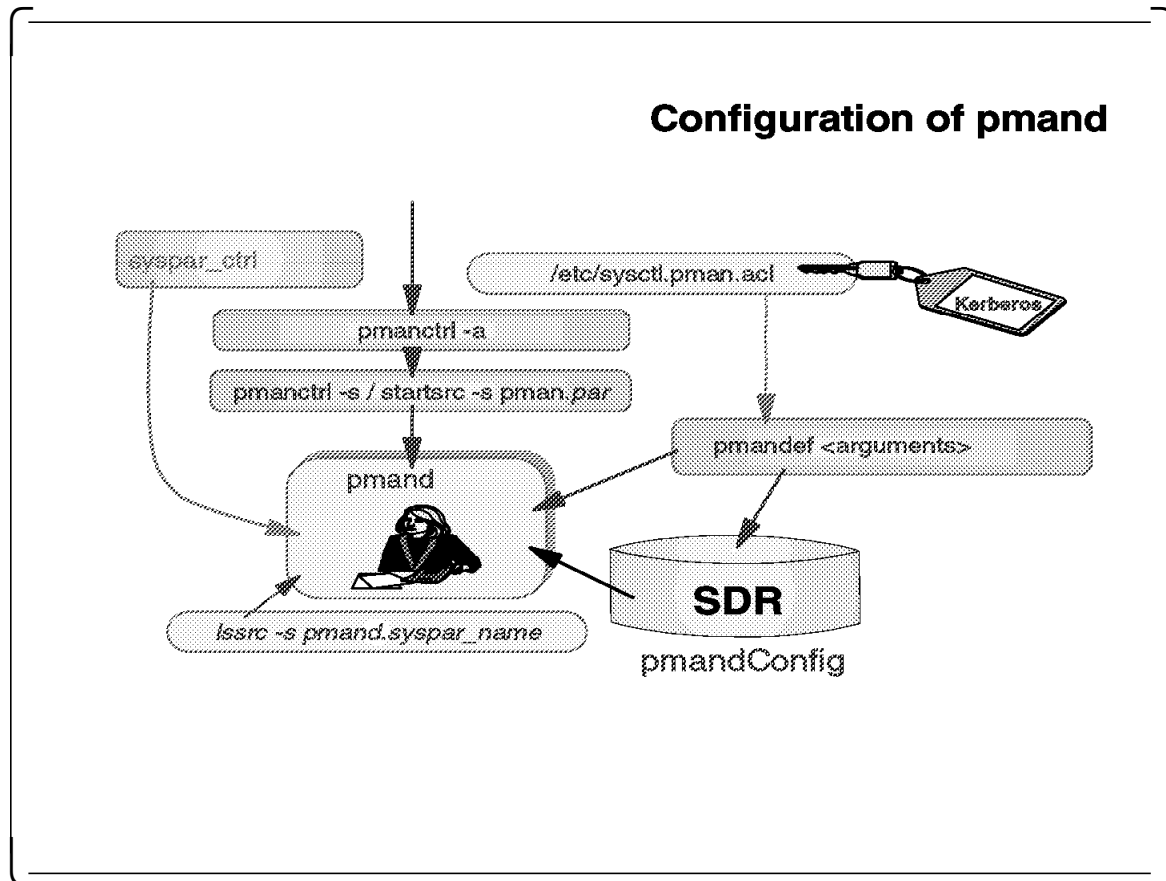 Configuration of pmand
syspar_ctrl
/etc/sysctl.pman.acl
Kerberos
pmanctrl -a
pmanctrl -s / startsrc -s pman.par
pmandef <arguments>
pmand
SDR
lssrc -s pmand.syspar_name
pmandConfig